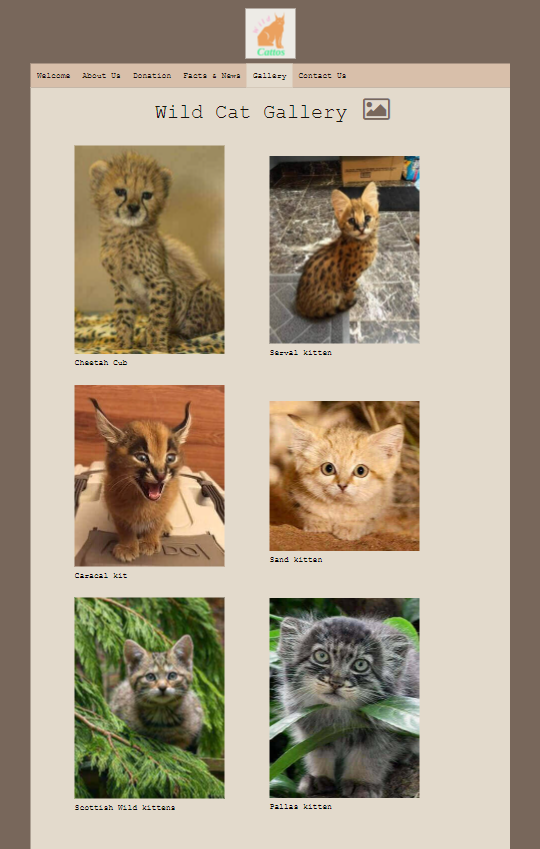 Wild
Cattos
Welcome About Us Donation Facts & News Gallery Contact Us
Wild Cat Gallery
Cheetah Cub
Serval kitten
Caracal kit
Sand kitten
Scottish Wild kittens
Pallas kitten